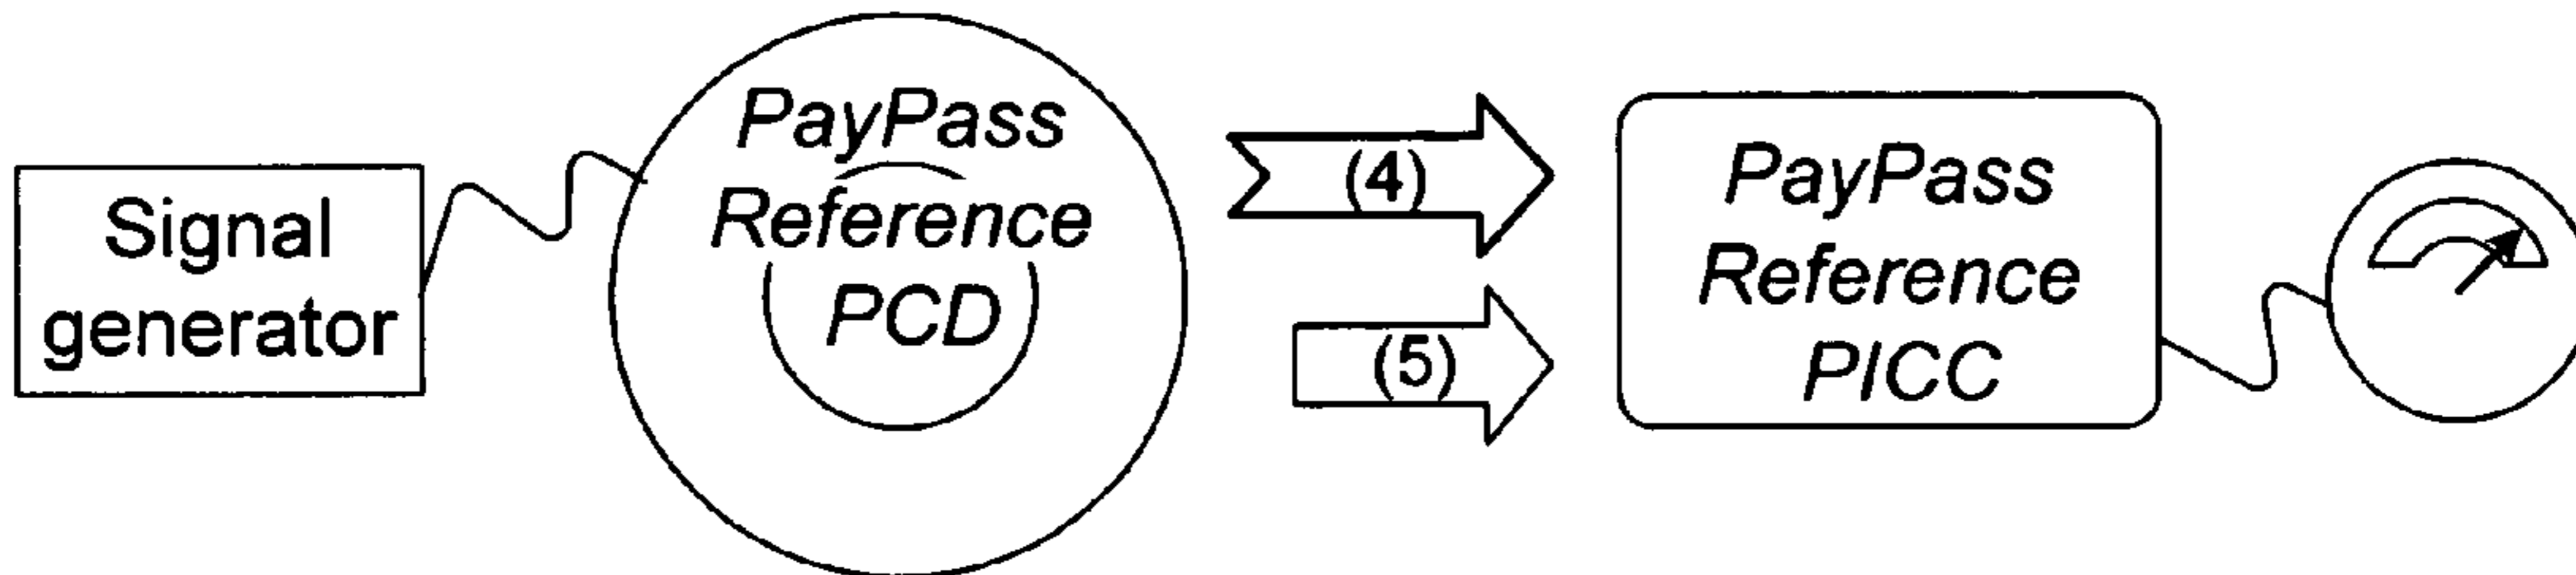 Signal
generator
PayPass
Reference
PCD
(4)
(5)
PayPass
Reference
PICC